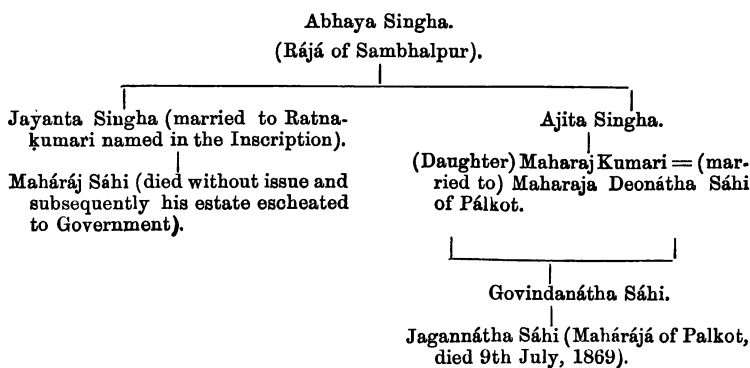 Abhaya Singha.
(Rájá of Sambhalpur).
Jayanta Singha (married to Ratna-
kumari named in the Inscription).
Maháráj Sáhi (died without issue and
subsequently his estate escheated
to Government).
Ajita Singha.
(Daughter) Maharaj Kumari = (mar-
ried to) Maharaja Deonátha Sáhi
of Pálkot.
Govindanátha Sáhi.
Jagannátha Sáhi (Mahárájá of Palkot,
died 9th July, 1869).